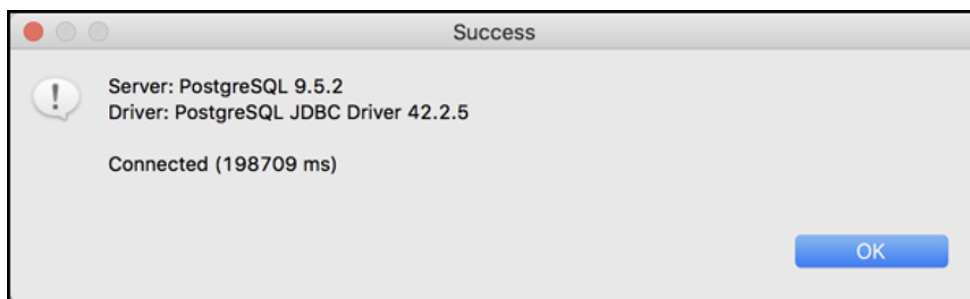 Success
Server: PostgreSQL 9.5.2
Driver: PostgreSQL JDBC Driver 42.2.5
Connected (198709 ms)
OK